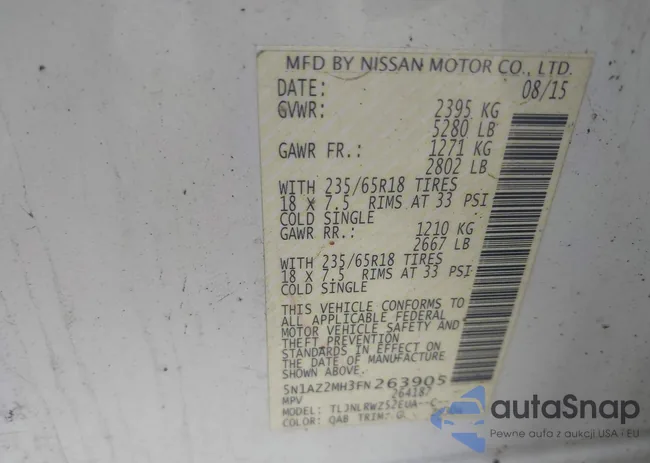 MFD BY NISSAN MOTOR CO., LTD.
DATE: 08/15
GVWR: 2395 KG
5280 LB
GAWR FR.: 1271 KG
2802 LB
WITH 235/65R18 TIRES
18 X 7.5 RIMS AT 33 PSI
COLD SINGLE
GAWR RR.: 1210 KG
2667 LB
WITH 235/65R18 TIRES
18 X 7.5 RIMS AT 33 PSI
COLD SINGLE
THIS VEHICLE CONFORMS TO
ALL APPLICABLE FEDERAL
MOTOR VEHICLE SAFETY AND
THEFT PREVENTION
STANDARDS IN EFFECT ON
THE DATE OF MANUFACTURE
5N1AZ2MH3FN263905
MPV 264187
MODEL: TLJNLRWZ52EUA--C--
COLOR: QAB TRIM: G
autoSnap
Pewne auta z aukcji USA i EU